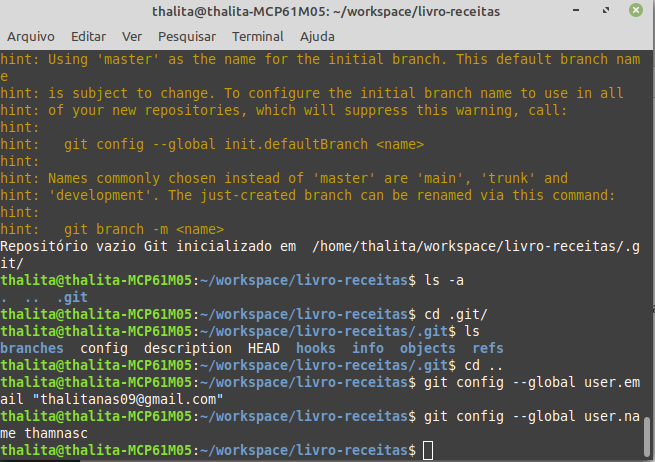 thalita@thalita-MCP61M05: ~/workspace/livro-receitas
Arquivo Editar Ver Pesquisar Terminal Ajuda
hint: Using 'master' as the name for the initial branch. This default branch nam
e
hint: is subject to change. To configure the initial branch name to use in all
hint: of your new repositories, which will suppress this warning, call:
hint:
hint:   git config --global init.defaultBranch <name>
hint:
hint: Names commonly chosen instead of 'master' are 'main', 'trunk' and
hint: 'development'. The just-created branch can be renamed via this command:
hint:
hint:   git branch -m <name>
Repositório vazio Git inicializado em  /home/thalita/workspace/livro-receitas/.g
it/
thalita@thalita-MCP61M05:~/workspace/livro-receitas$ ls -a
.  ..  .git
thalita@thalita-MCP61M05:~/workspace/livro-receitas$ cd .git/
thalita@thalita-MCP61M05:~/workspace/livro-receitas/.git$ ls
branches  config  description  HEAD  hooks  info  objects  refs
thalita@thalita-MCP61M05:~/workspace/livro-receitas/.git$ cd ..
thalita@thalita-MCP61M05:~/workspace/livro-receitas$ git config --global user.em
ail "thalitanas09@gmail.com"
thalita@thalita-MCP61M05:~/workspace/livro-receitas$ git config --global user.na
me thamnasc
thalita@thalita-MCP61M05:~/workspace/livro-receitas$